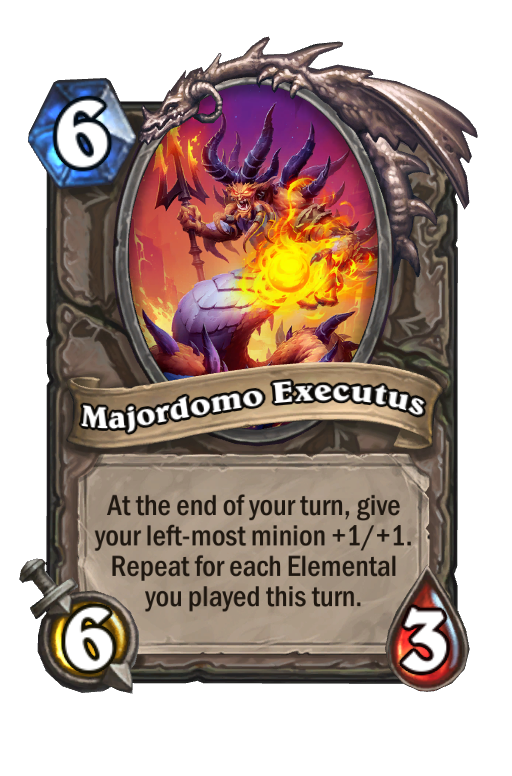 6
Majordomo Executus
At the end of your turn, give
your left-most minion +1/+1.
Repeat for each Elemental
you played this turn.
6
3